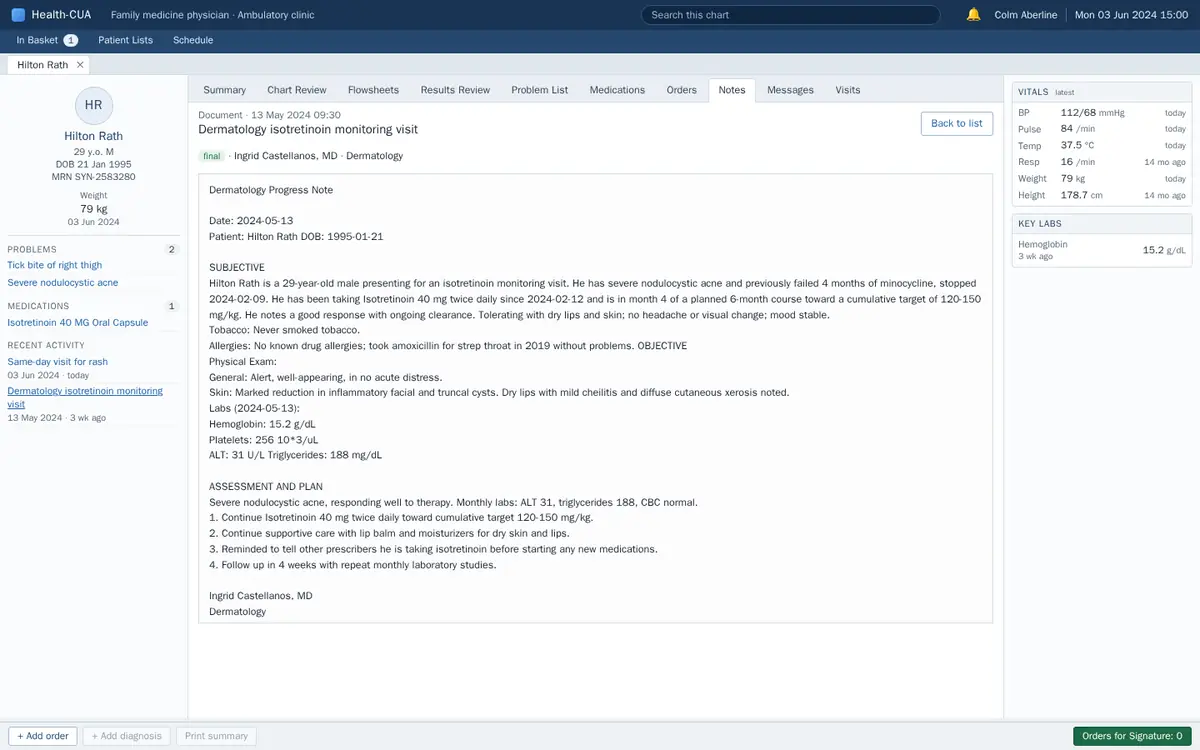 Health-CUA
Family medicine physician · Ambulatory clinic
Search this chart
Colm Aberline
Mon 03 Jun 2024 15:00
In Basket 1
Patient Lists
Schedule
Hilton Rath ×
HR
Hilton Rath
29 y.o. M
DOB 21 Jan 1995
MRN SYN-2583280
Weight
79 kg
03 Jun 2024
PROBLEMS 2
Tick bite of right thigh
Severe nodulocystic acne
MEDICATIONS 1
Isotretinoin 40 MG Oral Capsule
RECENT ACTIVITY
Same-day visit for rash
03 Jun 2024 · today
Dermatology isotretinoin monitoring
visit
13 May 2024 · 3 wk ago
Summary Chart Review Flowsheets Results Review Problem List Medications Orders Notes Messages Visits
Document · 13 May 2024 09:30
Dermatology isotretinoin monitoring visit
Back to list
final · Ingrid Castellanos, MD · Dermatology
Dermatology Progress Note
Date: 2024-05-13
Patient: Hilton Rath DOB: 1995-01-21
SUBJECTIVE
Hilton Rath is a 29-year-old male presenting for an isotretinoin monitoring visit. He has severe nodulocystic acne and previously failed 4 months of minocycline, stopped
2024-02-09. He has been taking Isotretinoin 40 mg twice daily since 2024-02-12 and is in month 4 of a planned 6-month course toward a cumulative target of 120-150
mg/kg. He notes a good response with ongoing clearance. Tolerating with dry lips and skin; no headache or visual change; mood stable.
Tobacco: Never smoked tobacco.
Allergies: No known drug allergies; took amoxicillin for strep throat in 2019 without problems. OBJECTIVE
Physical Exam:
General: Alert, well-appearing, in no acute distress.
Skin: Marked reduction in inflammatory facial and truncal cysts. Dry lips with mild cheilitis and diffuse cutaneous xerosis noted.
Labs (2024-05-13):
Hemoglobin: 15.2 g/dL
Platelets: 256 10*3/uL
ALT: 31 U/L Triglycerides: 188 mg/dL
ASSESSMENT AND PLAN
Severe nodulocystic acne, responding well to therapy. Monthly labs: ALT 31, triglycerides 188, CBC normal.
1. Continue Isotretinoin 40 mg twice daily toward cumulative target 120-150 mg/kg.
2. Continue supportive care with lip balm and moisturizers for dry skin and lips.
3. Reminded to tell other prescribers he is taking isotretinoin before starting any new medications.
4. Follow up in 4 weeks with repeat monthly laboratory studies.
Ingrid Castellanos, MD
Dermatology
VITALS latest
BP 112/68 mmHg today
Pulse 84 /min today
Temp 37.5 °C today
Resp 16 /min 14 mo ago
Weight 79 kg today
Height 178.7 cm 14 mo ago
KEY LABS
Hemoglobin
3 wk ago
15.2 g/dL
+ Add order
+ Add diagnosis
Print summary
Orders for Signature: 0